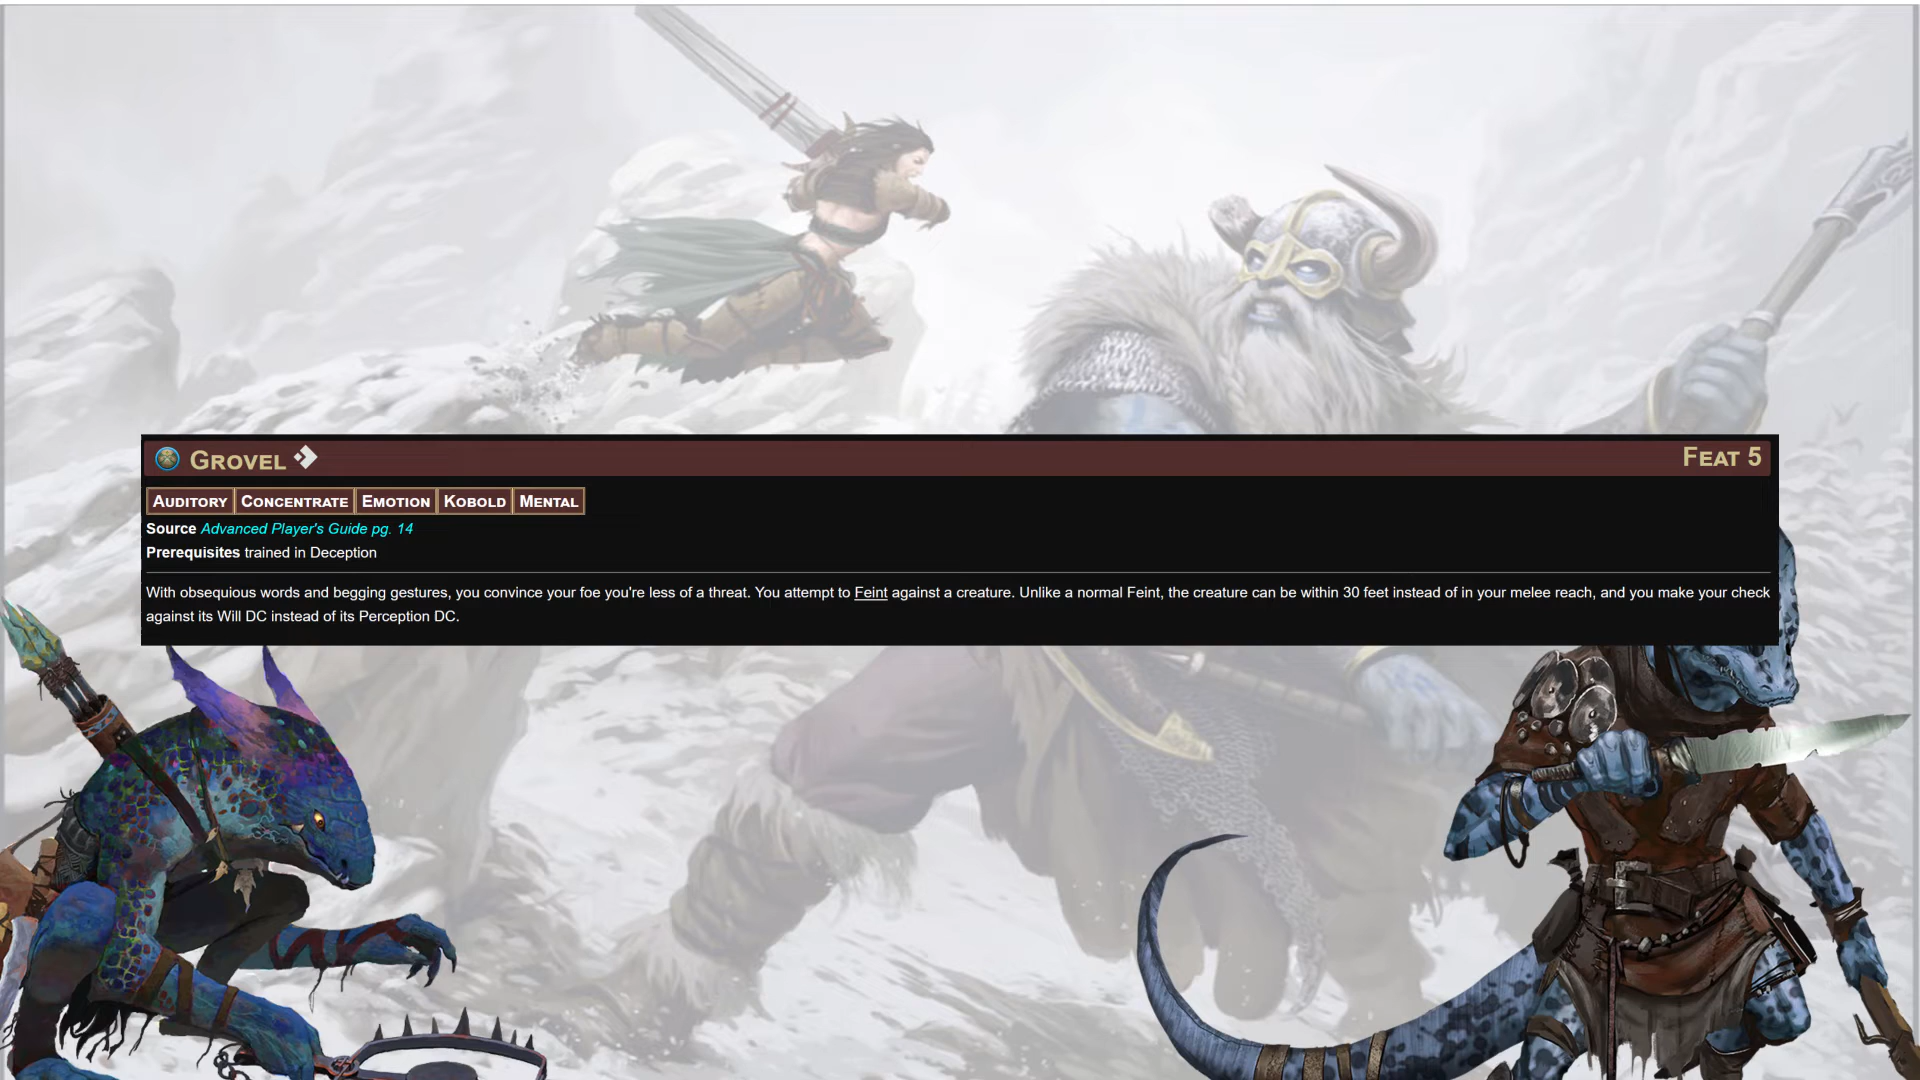 GROVEL
FEAT 5
AUDITORY CONCENTRATE EMOTION KOBOLD MENTAL
Source Advanced Player's Guide pg. 14
Prerequisites trained in Deception
With obsequious words and begging gestures, you convince your foe you're less of a threat. You attempt to Feint against a creature. Unlike a normal Feint, the creature can be within 30 feet instead of in your melee reach, and you make your check
against its Will DC instead of its Perception DC.